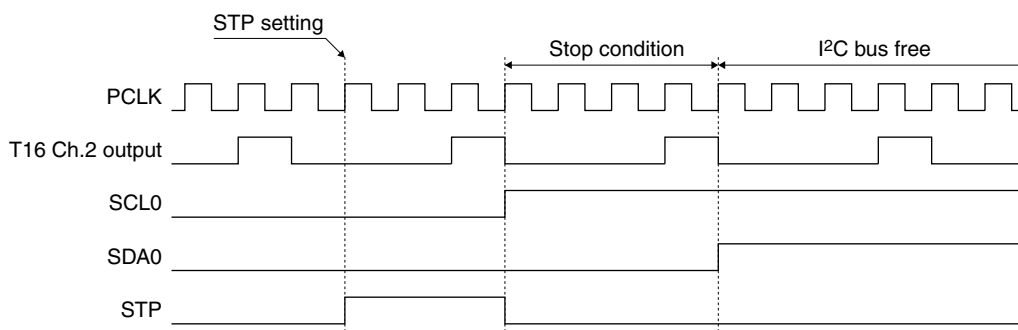 STP setting
Stop condition
I²C bus free
PCLK
T16 Ch.2 output
SCL0
SDA0
STP